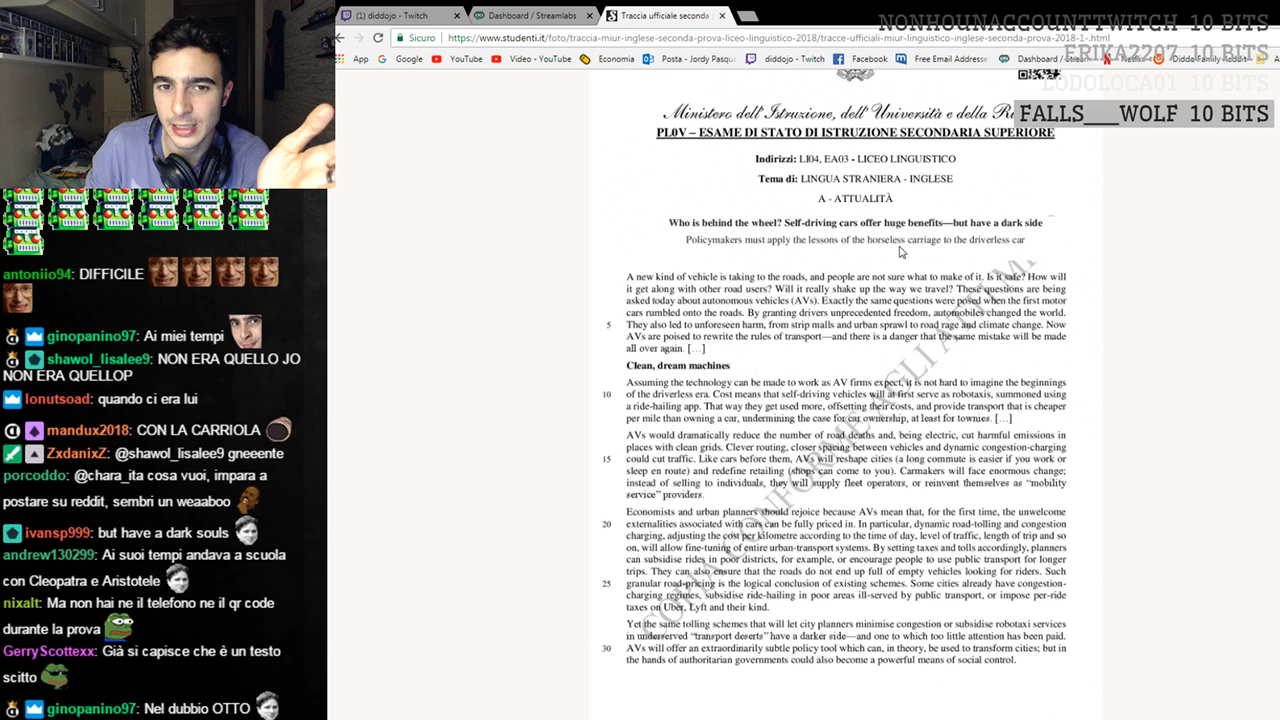 (1) diddojo - Twitch
Dashboard / Streamlabs
Traccia ufficiale seconda
NONHOUNACCOUNTTWITCH 10 BITS
Sicuro
https://www.studenti.it/foto/traccia-miur-inglese-seconda-prova-liceo-linguistico-2018/tracce-ufficiali-miur-linguistico-inglese-seconda-prova-2018-1-.html
ERIKA2207 10 BITS
App
Google
YouTube
Video - YouTube
Economia
Posta - Jordy Pasqua
diddojo - Twitch
Facebook
Free Email Addresse
Dashboard / Stream
Diddo Family Reddit
LODOLOCA01 10 BITS
FALLS___WOLF 10 BITS
Ministero dell'Istruzione, dell'Università e della
PL0V – ESAME DI STATO DI ISTRUZIONE SECONDARIA SUPERIORE
Indirizzi: LI04, EA03 - LICEO LINGUISTICO
Tema di: LINGUA STRANIERA - INGLESE
A - ATTUALITÀ
Who is behind the wheel? Self-driving cars offer huge benefits—but have a dark side
Policymakers must apply the lessons of the horseless carriage to the driverless car
A new kind of vehicle is taking to the roads, and people are not sure what to make of it. Is it safe? How will
it get along with other road users? Will it really shake up the way we travel? These questions are being
asked today about autonomous vehicles (AVs). Exactly the same questions were posed when the first motor
cars rumbled onto the roads. By granting drivers unprecedented freedom, automobiles changed the world.
5 They also led to unforeseen harm, from strip malls and urban sprawl to road rage and climate change. Now
AVs are poised to rewrite the rules of transport—and there is a danger that the same mistake will be made
all over again. […]
Clean, dream machines
Assuming the technology can be made to work as AV firms expect, it is not hard to imagine the beginnings
10 of the driverless era. Cost means that self-driving vehicles will at first serve as robotaxis, summoned using
a ride-hailing app. That way they get used more, offsetting their costs, and provide transport that is cheaper
per mile than owning a car, undermining the case for car ownership, at least for townies. […]
AVs would dramatically reduce the number of road deaths and, being electric, cut harmful emissions in
places with clean grids. Clever routing, closer spacing between vehicles and dynamic congestion-charging
15 could cut traffic. Like cars before them, AVs will reshape cities (a long commute is easier if you work or
sleep en route) and redefine retailing (shops can come to you). Carmakers will face enormous change;
instead of selling to individuals, they will supply fleet operators, or reinvent themselves as “mobility
service” providers.
Economists and urban planners should rejoice because AVs mean that, for the first time, the unwelcome
20 externalities associated with cars can be fully priced in. In particular, dynamic road-tolling and congestion
charging, adjusting the cost per kilometre according to the time of day, level of traffic, length of trip and so
on, will allow fine-tuning of entire urban-transport systems. By setting taxes and tolls accordingly, planners
can subsidise rides in poor districts, for example, or encourage people to use public transport for longer
trips. They can also ensure that the roads do not end up full of empty vehicles looking for riders. Such
25 granular road-pricing is the logical conclusion of existing schemes. Some cities already have congestion-
charging regimes, subsidise ride-hailing in poor areas ill-served by public transport, or impose per-ride
taxes on Uber, Lyft and their kind.
Yet the same tolling schemes that will let city planners minimise congestion or subsidise robotaxi services
in underserved “transport deserts” have a darker side—and one to which too little attention has been paid.
30 AVs will offer an extraordinarily subtle policy tool which can, in theory, be used to transform cities; but in
the hands of authoritarian governments could also become a powerful means of social control.
COPIA CONFORME AGLI ATTI MI
antoniio94: DIFFICILE
ginopanino97: Ai miei tempi
shawol_lisalee9: NON ERA QUELLO JO
NON ERA QUELLOP
Ionutsoad: quando ci era lui
mandux2018: CON LA CARRIOLA
ZxdanixZ: @shawol_lisalee9 gneeente
porcoddo: @chara_ita cosa vuoi, impara a
postare su reddit, sembri un weaaboo
ivansp999: but have a dark souls
andrew130299: Ai suoi tempi andava a scuola
con Cleopatra e Aristotele
nixalt: Ma non hai ne il telefono ne il qr code
durante la prova
GerryScottexx: Già si capisce che è un testo
scitto
ginopanino97: Nel dubbio OTTO